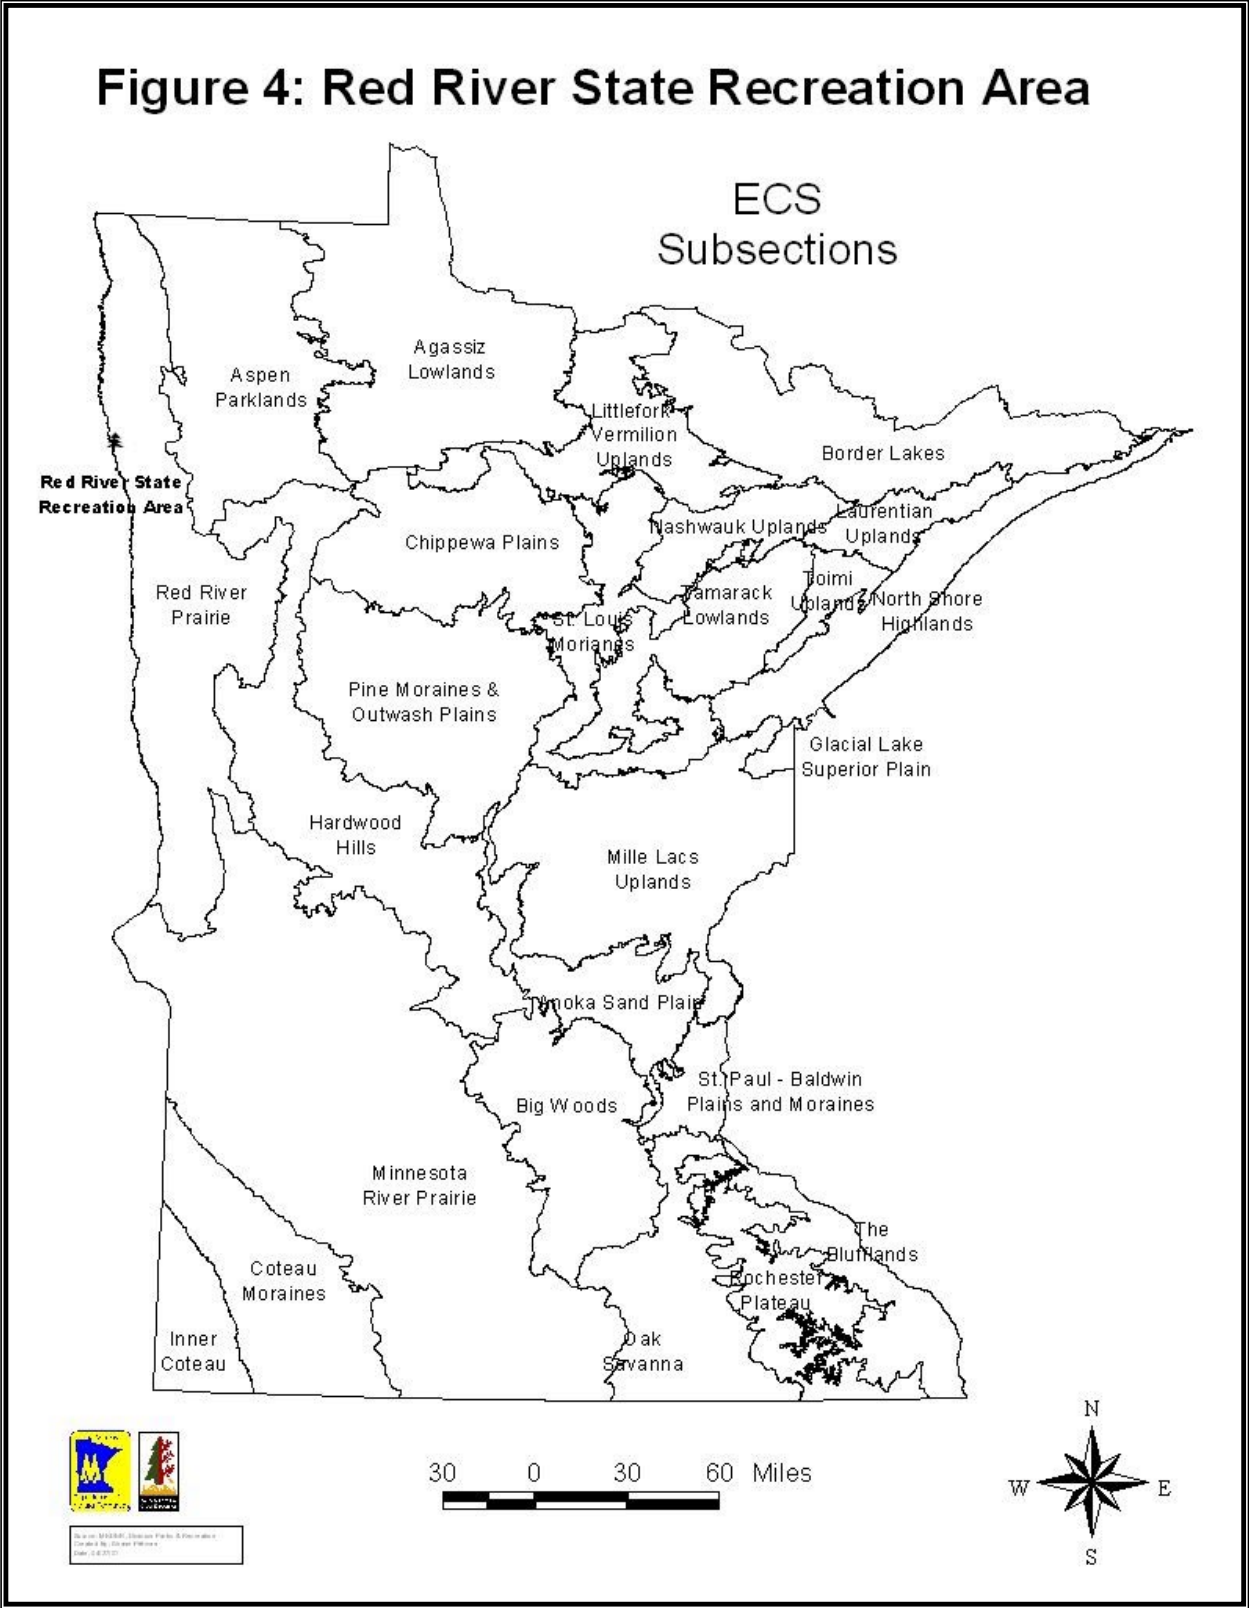 Figure 4: Red River State Recreation Area
ECS
Subsections
Agassiz
Lowlands
Aspen
Parklands
Littlefork
Vermilion
Uplands
Border Lakes
Red River State
Recreation Area
Laurentian
Uplands
Nashwauk Uplands
Chippewa Plains
Red River
Prairie
Tamarack
Lowlands
Toimi
Uplands
North Shore
Highlands
St. Louis
Morianes
Pine Moraines &
Outwash Plains
Glacial Lake
Superior Plain
Hardwood
Hills
Mille Lacs
Uplands
Anoka Sand Plain
St. Paul - Baldwin
Plains and Moraines
Big Woods
Minnesota
River Prairie
The
Blufflands
Coteau
Moraines
Rochester
Plateau
Inner
Coteau
Oak
Savanna
30 0 30 60 Miles
N
W E
S